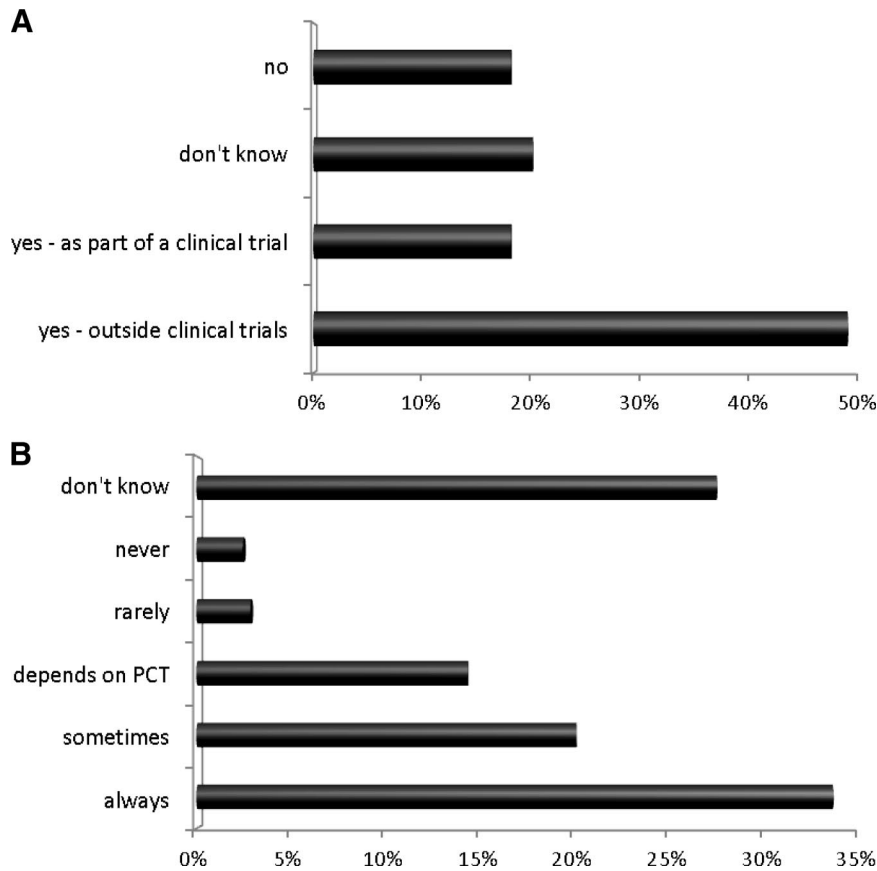 A
no
don't know
yes - as part of a clinical trial
yes - outside clinical trials
0% 10% 20% 30% 40% 50%
B
don't know
never
rarely
depends on PCT
sometimes
always
0% 5% 10% 15% 20% 25% 30% 35%